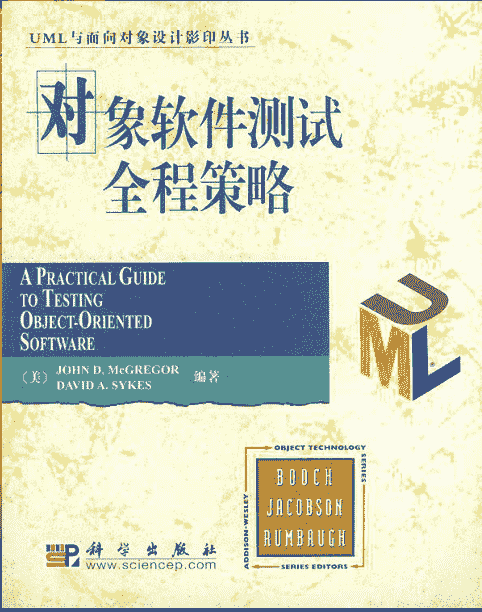 UML与面向对象设计影印丛书
对象软件测试
全程策略
A PRACTICAL GUIDE
TO TESTING
OBJECT-ORIENTED
SOFTWARE
(美) JOHN D. McGREGOR
DAVID A. SYKES 编著
UML
OBJECT TECHNOLOGY
SERIES
ADDISON-WESLEY
BOOCH
JACOBSON
RUMBAUGH
SERIES EDITORS
SP 科学出版社
www.sciencep.com